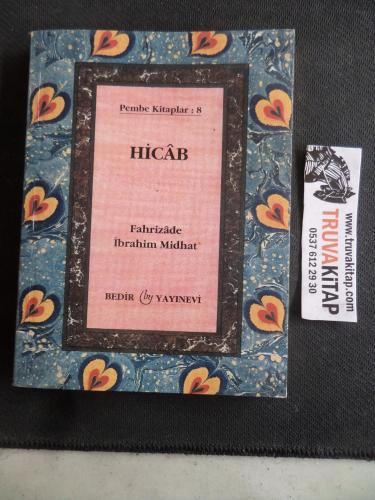 Pembe Kitaplar : 8
HİCÂB
Fahrizâde
İbrahim Midhat
BEDİR by YAYINEVİ
www.truvakitap.com
TRUVAKİTAP
0537 612 29 30